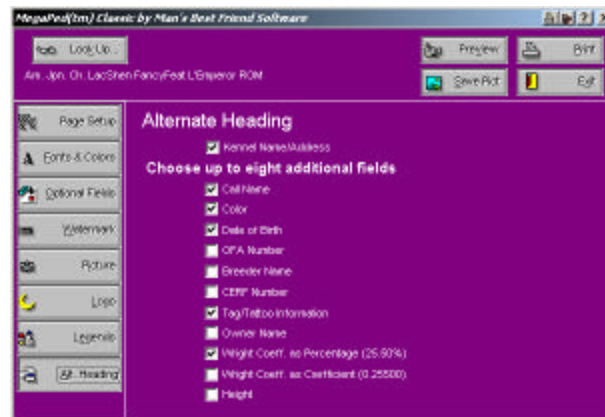 MegaPed(tm) Classic by Man's Best Friend Software
Look Up...
Preview
Print
Am. Jpn. Ch. LacShen FancyFeat L'Emperor ROM
Save Pict
Exit
Page Setup
Fonts & Colors
Optional Fields
Watermark
Picture
Logo
Legends
Alt. Heading
Alternate Heading
Kennel Name/Address
Choose up to eight additional fields
Call Name
Color
Date of Birth
OFA Number
Breeder Name
CERF Number
Tag/Tattoo Information
Owner Name
Wright Coeff. as Percentage (25.50%)
Wright Coeff. as Coefficient (0.25500)
Height